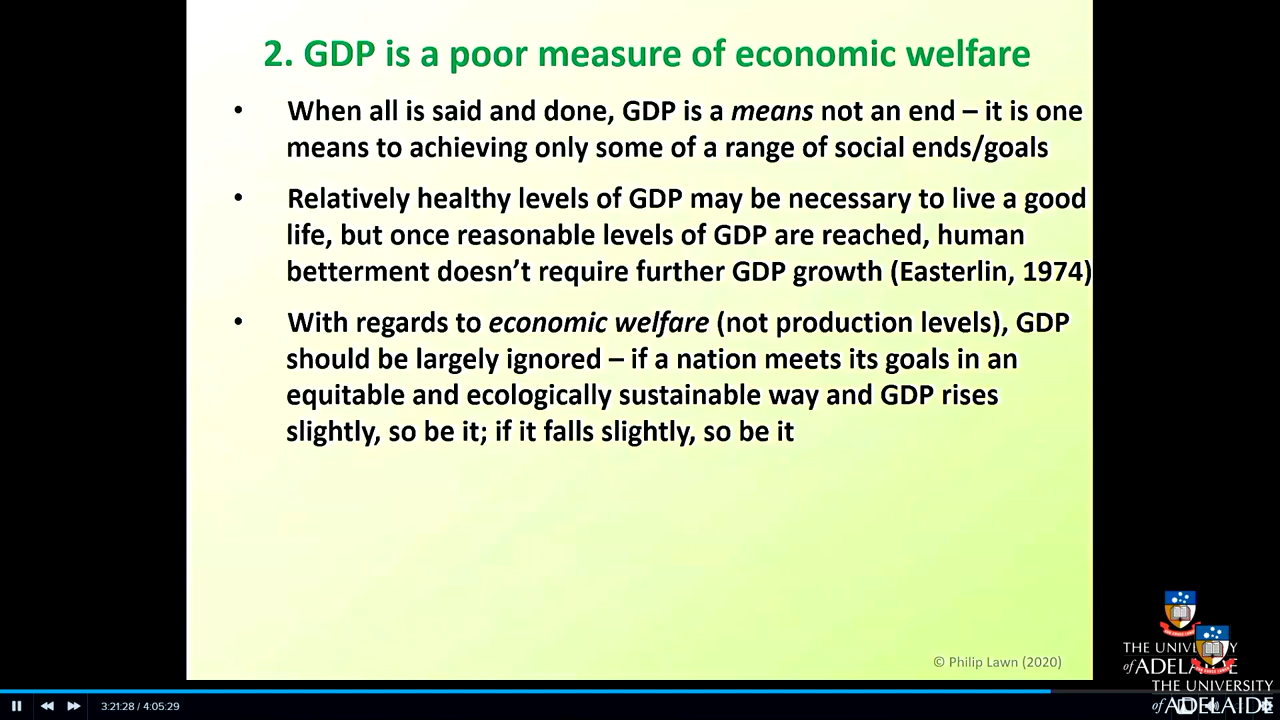 2. GDP is a poor measure of economic welfare
• When all is said and done, GDP is a means not an end – it is one
means to achieving only some of a range of social ends/goals
• Relatively healthy levels of GDP may be necessary to live a good
life, but once reasonable levels of GDP are reached, human
betterment doesn’t require further GDP growth (Easterlin, 1974)
• With regards to economic welfare (not production levels), GDP
should be largely ignored – if a nation meets its goals in an
equitable and ecologically sustainable way and GDP rises
slightly, so be it; if it falls slightly, so be it
© Philip Lawn (2020)
THE UNIVERSITY
of ADELAIDE
THE UNIVERSITY
of ADELAIDE
3:21:28 / 4:05:29